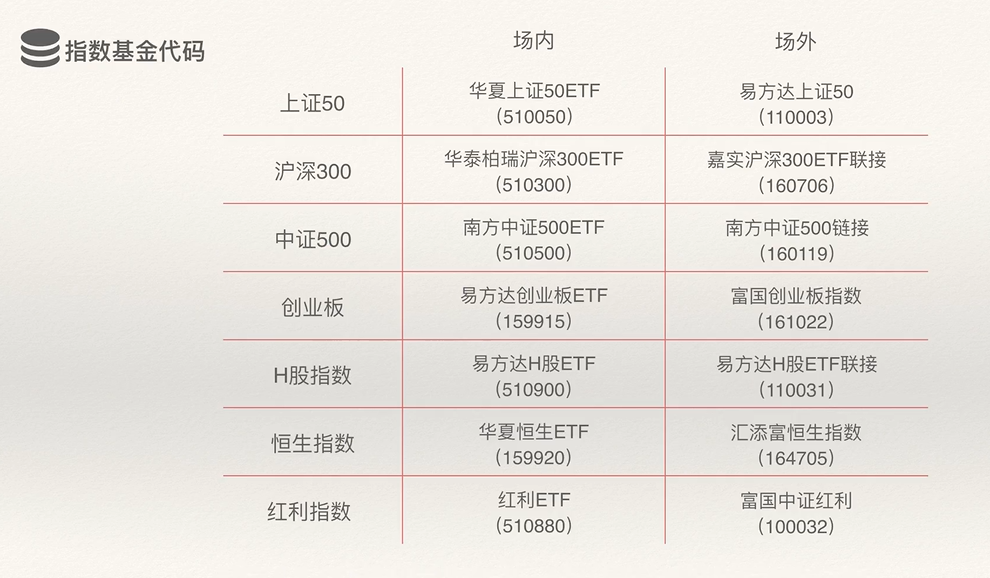 指数基金代码
场内
场外
上证50
华夏上证50ETF
（510050）
易方达上证50
（110003）
沪深300
华泰柏瑞沪深300ETF
（510300）
嘉实沪深300ETF联接
（160706）
中证500
南方中证500ETF
（510500）
南方中证500链接
（160119）
创业板
易方达创业板ETF
（159915）
富国创业板指数
（161022）
H股指数
易方达H股ETF
（510900）
易方达H股ETF联接
（110031）
恒生指数
华夏恒生ETF
（159920）
汇添富恒生指数
（164705）
红利指数
红利ETF
（510880）
富国中证红利
（100032）